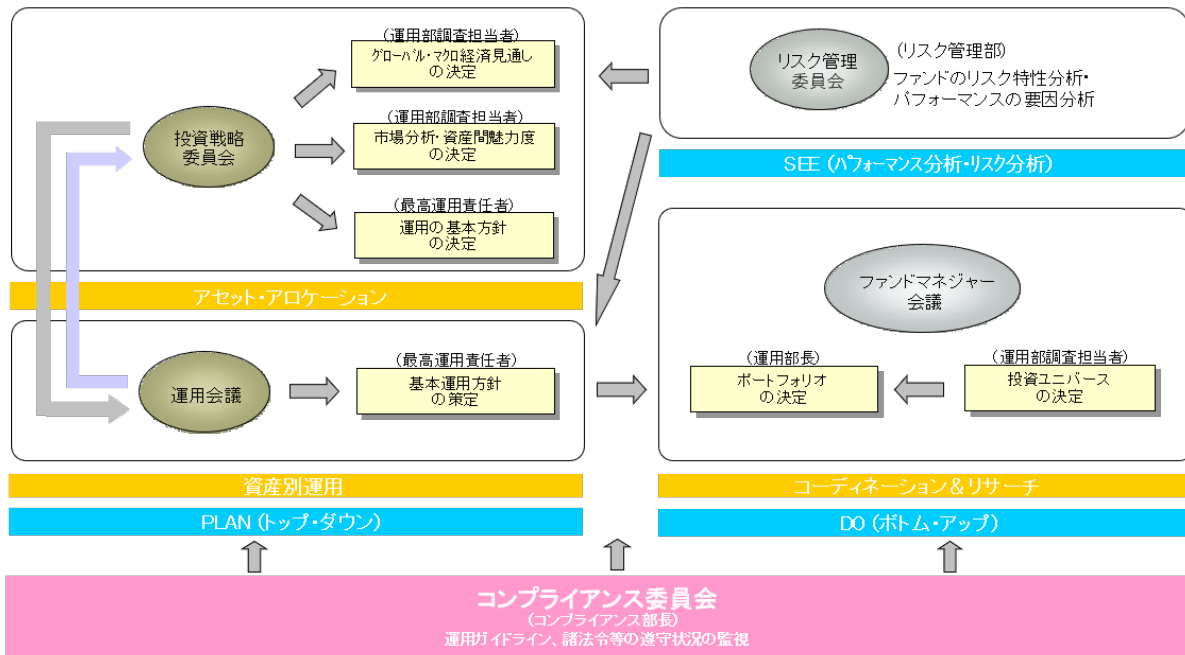 (運用部調査担当者)
グローバル・マクロ経済見通し
の決定
投資戦略
委員会
(運用部調査担当者)
市場分析・資産間魅力度
の決定
(最高運用責任者)
運用の基本方針
の決定
アセット・アロケーション
リスク管理
委員会
(リスク管理部)
ファンドのリスク特性分析・
パフォーマンスの要因分析
SEE (パフォーマンス分析・リスク分析)
運用会議
(最高運用責任者)
基本運用方針
の策定
資産別運用
PLAN (トップ・ダウン)
ファンドマネジャー
会議
(運用部長)
ポートフォリオ
の決定
(運用部調査担当者)
投資ユニバース
の決定
コーディネーション＆リサーチ
DO (ボトム・アップ)
コンプライアンス委員会
(コンプライアンス部長)
運用ガイドライン、諸法令等の遵守状況の監視